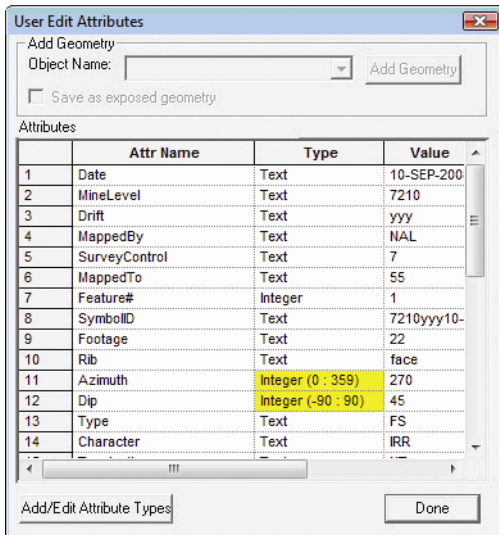 User Edit Attributes
Add Geometry
Object Name:
Add Geometry
Save as exposed geometry
Attributes
Attr Name Type Value
1 Date Text 10-SEP-200
2 MineLevel Text 7210
3 Drift Text yyy
4 MappedBy Text NAL
5 SurveyControl Text 7
6 MappedTo Text 55
7 Feature# Integer 1
8 SymbolID Text 7210yyy10-
9 Footage Text 22
10 Rib Text face
11 Azimuth Integer (0 : 359) 270
12 Dip Integer (-90 : 90) 45
13 Type Text FS
14 Character Text IRR
Add/Edit Attribute Types
Done